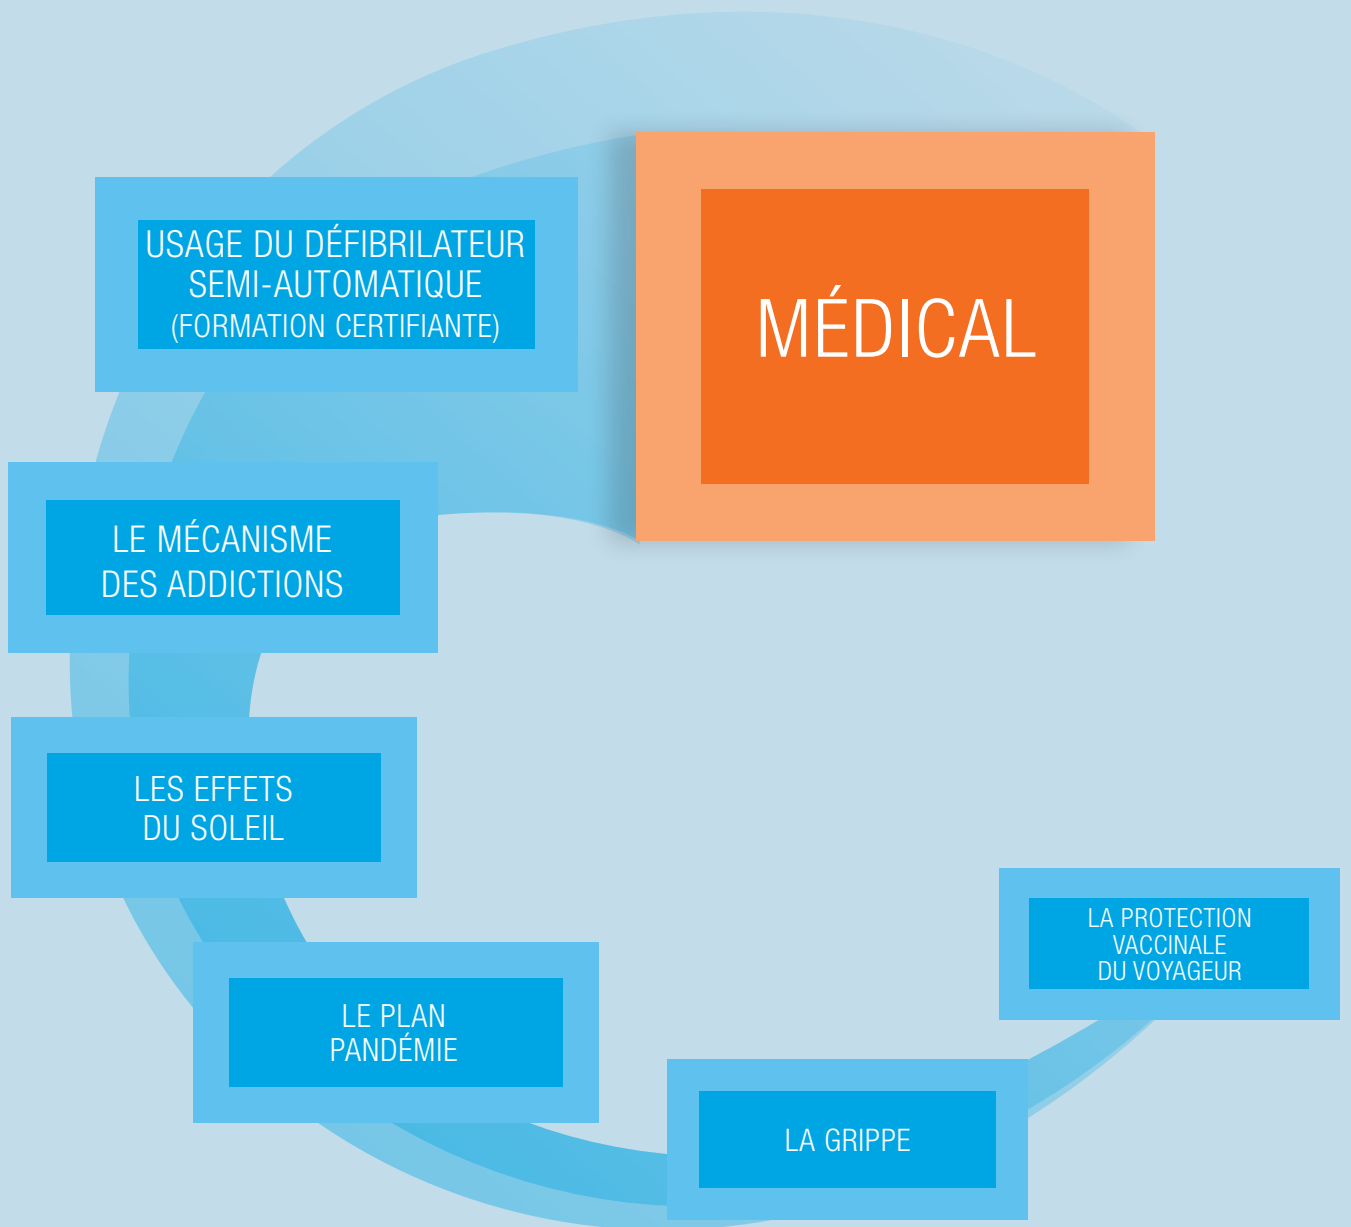 MÉDICAL
USAGE DU DÉFIBRILATEUR
SEMI-AUTOMATIQUE
(FORMATION CERTIFIANTE)
LE MÉCANISME
DES ADDICTIONS
LES EFFETS
DU SOLEIL
LE PLAN
PANDÉMIE
LA GRIPPE
LA PROTECTION
VACCINALE
DU VOYAGEUR